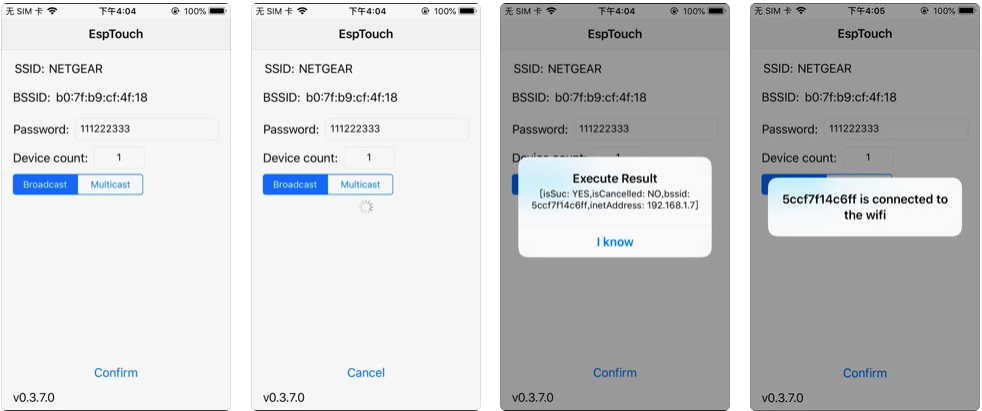 无 SIM 卡 下午4:04 100%
EspTouch
SSID: NETGEAR
BSSID: b0:7f:b9:cf:4f:18
Password: 111222333
Device count: 1
Broadcast Multicast
Confirm
v0.3.7.0
无 SIM 卡 下午4:04 100%
EspTouch
SSID: NETGEAR
BSSID: b0:7f:b9:cf:4f:18
Password: 111222333
Device count: 1
Broadcast Multicast
Cancel
v0.3.7.0
无 SIM 卡 下午4:04 100%
EspTouch
SSID: NETGEAR
BSSID: b0:7f:b9:cf:4f:18
Password: 111222333
Device count: 1
Execute Result
[isSuc: YES,isCancelled: NO,bssid:
5ccf7f14c6ff,inetAddress: 192.168.1.7]
I know
Confirm
v0.3.7.0
无 SIM 卡 下午4:05 100%
EspTouch
SSID: NETGEAR
BSSID: b0:7f:b9:cf:4f:18
Password: 111222333
Device count: 1
5ccf7f14c6ff is connected to
the wifi
Confirm
v0.3.7.0